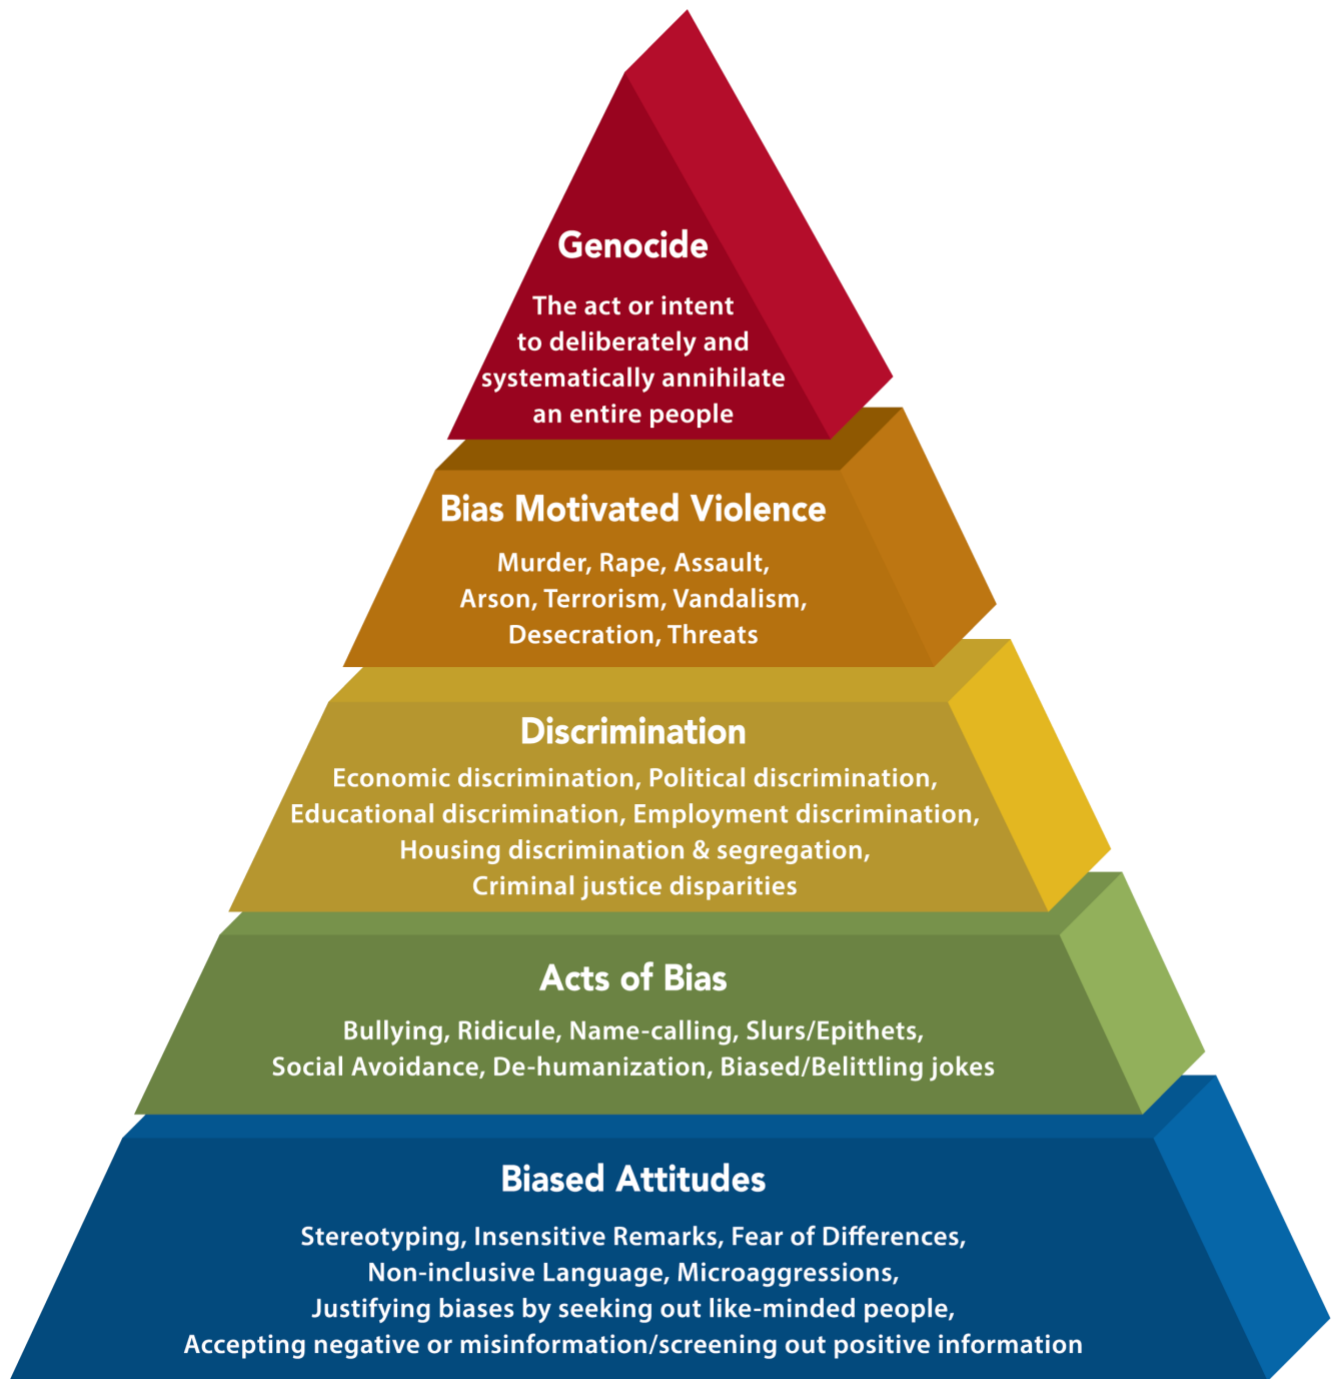 Genocide
The act or intent
to deliberately and
systematically annihilate
an entire people
Bias Motivated Violence
Murder, Rape, Assault,
Arson, Terrorism, Vandalism,
Desecration, Threats
Discrimination
Economic discrimination, Political discrimination,
Educational discrimination, Employment discrimination,
Housing discrimination & segregation,
Criminal justice disparities
Acts of Bias
Bullying, Ridicule, Name-calling, Slurs/Epithets,
Social Avoidance, De-humanization, Biased/Belittling jokes
Biased Attitudes
Stereotyping, Insensitive Remarks, Fear of Differences,
Non-inclusive Language, Microaggressions,
Justifying biases by seeking out like-minded people,
Accepting negative or misinformation/screening out positive information